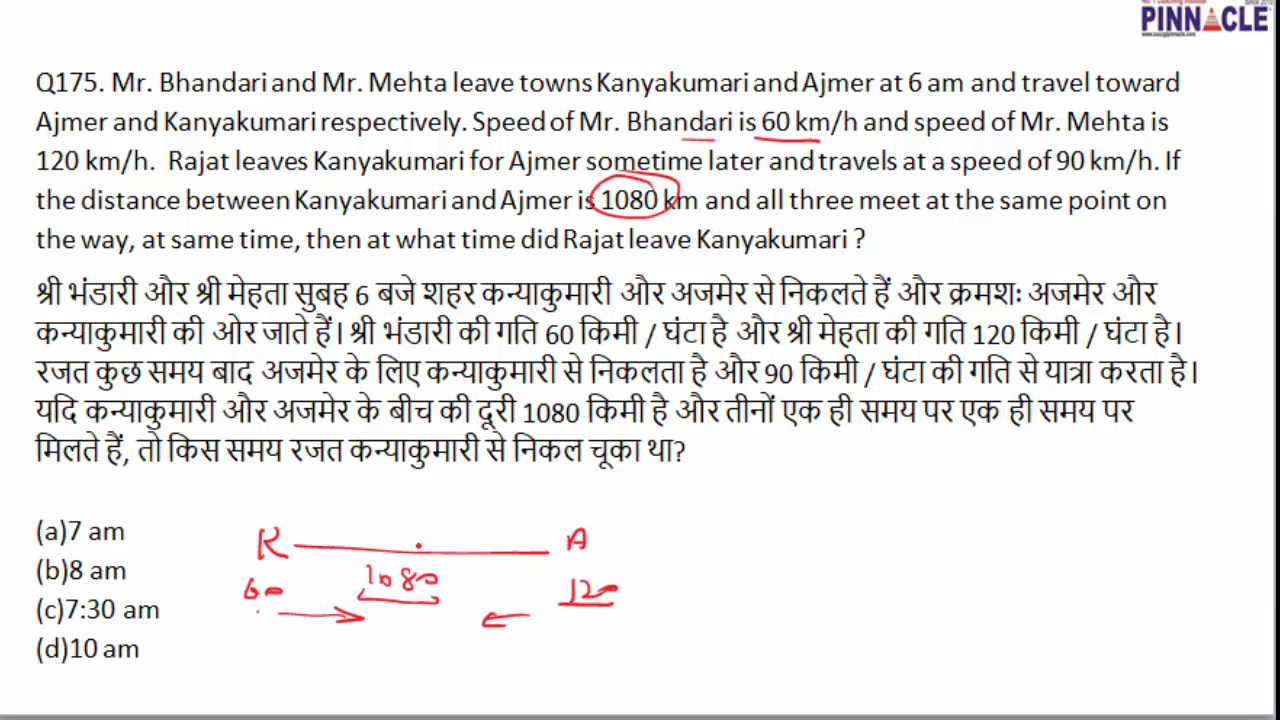 PINNACLE
Q175. Mr. Bhandari and Mr. Mehta leave towns Kanyakumari and Ajmer at 6 am and travel toward
Ajmer and Kanyakumari respectively. Speed of Mr. Bhandari is 60 km/h and speed of Mr. Mehta is
120 km/h. Rajat leaves Kanyakumari for Ajmer sometime later and travels at a speed of 90 km/h. If
the distance between Kanyakumari and Ajmer is 1080 km and all three meet at the same point on
the way, at same time, then at what time did Rajat leave Kanyakumari ?
श्री भंडारी और श्री मेहता सुबह 6 बजे शहर कन्याकुमारी और अजमेर से निकलते हैं और क्रमशः अजमेर और
कन्याकुमारी की ओर जाते हैं। श्री भंडारी की गति 60 किमी / घंटा है और श्री मेहता की गति 120 किमी / घंटा है।
रजत कुछ समय बाद अजमेर के लिए कन्याकुमारी से निकलता है और 90 किमी / घंटा की गति से यात्रा करता है।
यदि कन्याकुमारी और अजमेर के बीच की दूरी 1080 किमी है और तीनों एक ही समय पर एक ही समय पर
मिलते हैं, तो किस समय रजत कन्याकुमारी से निकल चूका था?
(a)7 am
(b)8 am
(c)7:30 am
(d)10 am
K A
60 1080 120